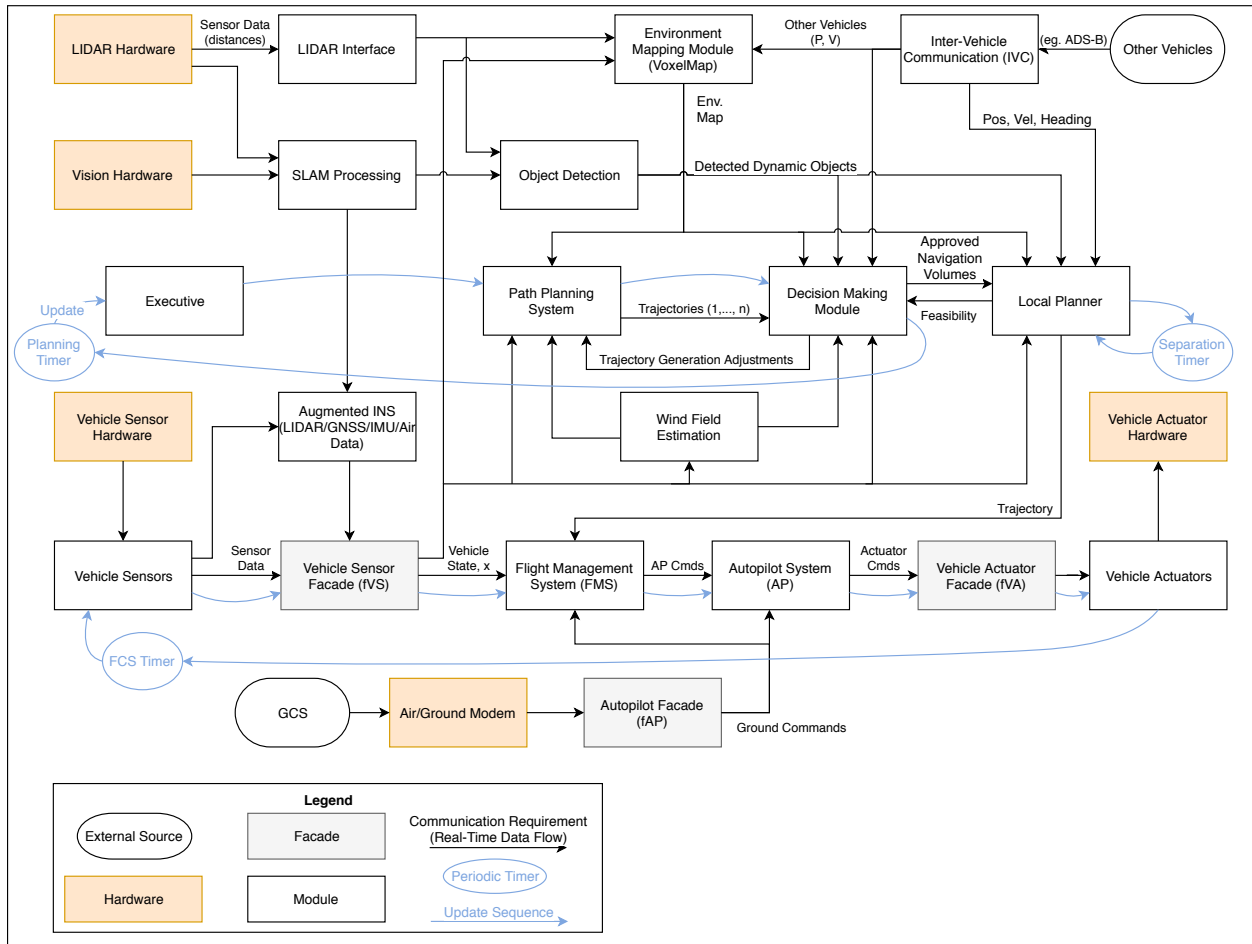 LIDAR Hardware
Sensor Data
(distances)
LIDAR Interface
Environment
Mapping Module
(VoxelMap)
Other Vehicles
(P, V)
Inter-Vehicle
Communication (IVC)
(eg. ADS-B)
Other Vehicles
Env.
Map
Pos, Vel, Heading
Vision Hardware
SLAM Processing
Object Detection
Detected Dynamic Objects
Approved
Navigation
Volumes
Update
Executive
Path Planning
System
Trajectories (1,..., n)
Decision Making
Module
Feasibility
Local Planner
Planning
Timer
Separation
Timer
Trajectory Generation Adjustments
Vehicle Sensor
Hardware
Augmented INS
(LIDAR/GNSS/IMU/Air
Data)
Wind Field
Estimation
Vehicle Actuator
Hardware
Trajectory
Vehicle Sensors
Sensor
Data
Vehicle Sensor
Facade (fVS)
Vehicle
State, x
Flight Management
System (FMS)
AP Cmds
Autopilot System
(AP)
Actuator
Cmds
Vehicle Actuator
Facade (fVA)
Vehicle Actuators
FCS Timer
GCS
Air/Ground Modem
Autopilot Facade
(fAP)
Ground Commands
Legend
External Source
Facade
Communication Requirement
(Real-Time Data Flow)
Hardware
Module
Periodic Timer
Update Sequence